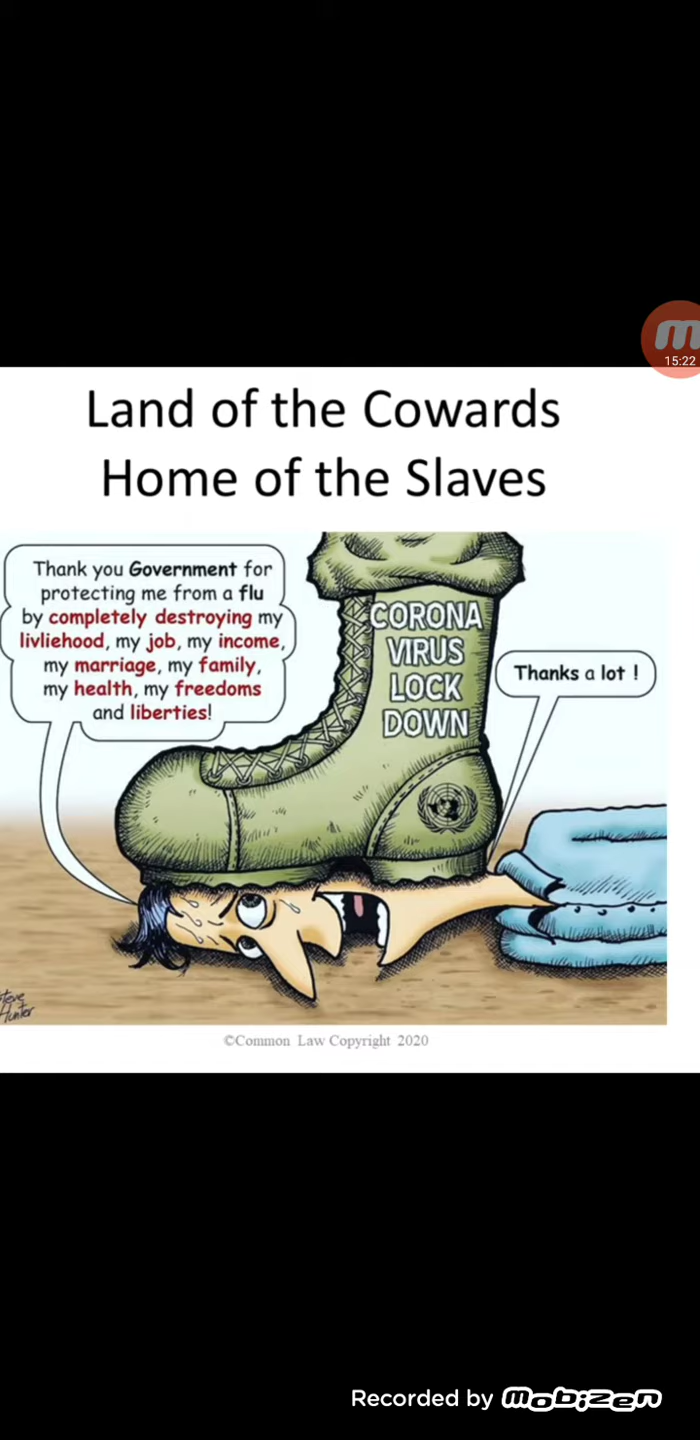 15:22
Land of the Cowards
Home of the Slaves
Thank you Government for
protecting me from a flu
by completely destroying my
livliehood, my job, my income,
my marriage, my family,
my health, my freedoms
and liberties!
CORONA
VIRUS
LOCK
DOWN
Thanks a lot !
Steve
Hunter
©Common Law Copyright 2020
Recorded by mobizen